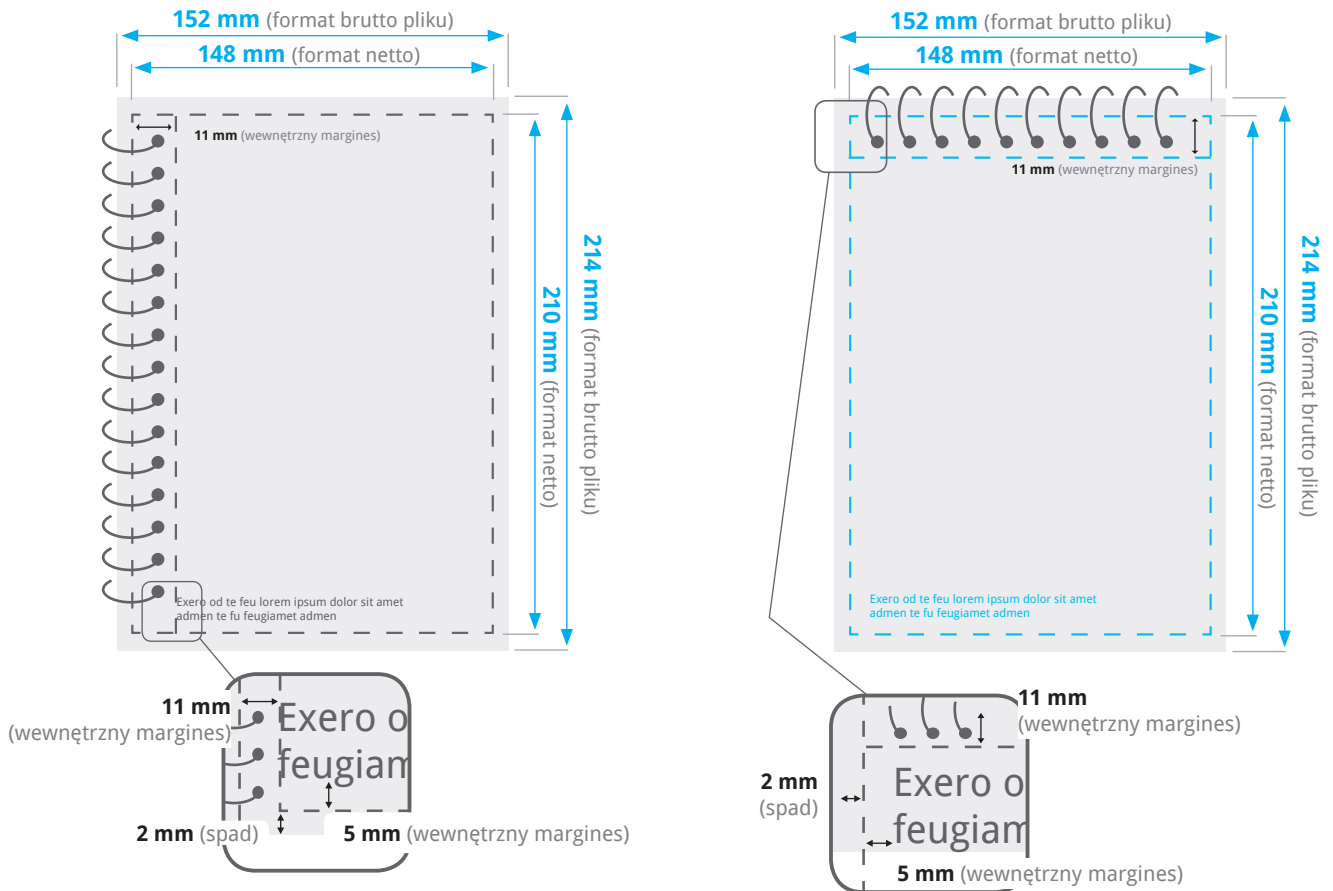 152 mm (format brutto pliku)
148 mm (format netto)
11 mm (wewnętrzny margines)
210 mm (format netto)
214 mm (format brutto pliku)
Exero od te feu lorem ipsum dolor sit amet
admen te fu feugiamet admen
11 mm
(wewnętrzny margines)
Exero o
feugiam
2 mm (spad)
5 mm (wewnętrzny margines)
152 mm (format brutto pliku)
148 mm (format netto)
11 mm (wewnętrzny margines)
210 mm (format netto)
214 mm (format brutto pliku)
Exero od te feu lorem ipsum dolor sit amet
admen te fu feugiamet admen
11 mm
(wewnętrzny margines)
2 mm
(spad)
Exero o
feugiam
5 mm (wewnętrzny margines)